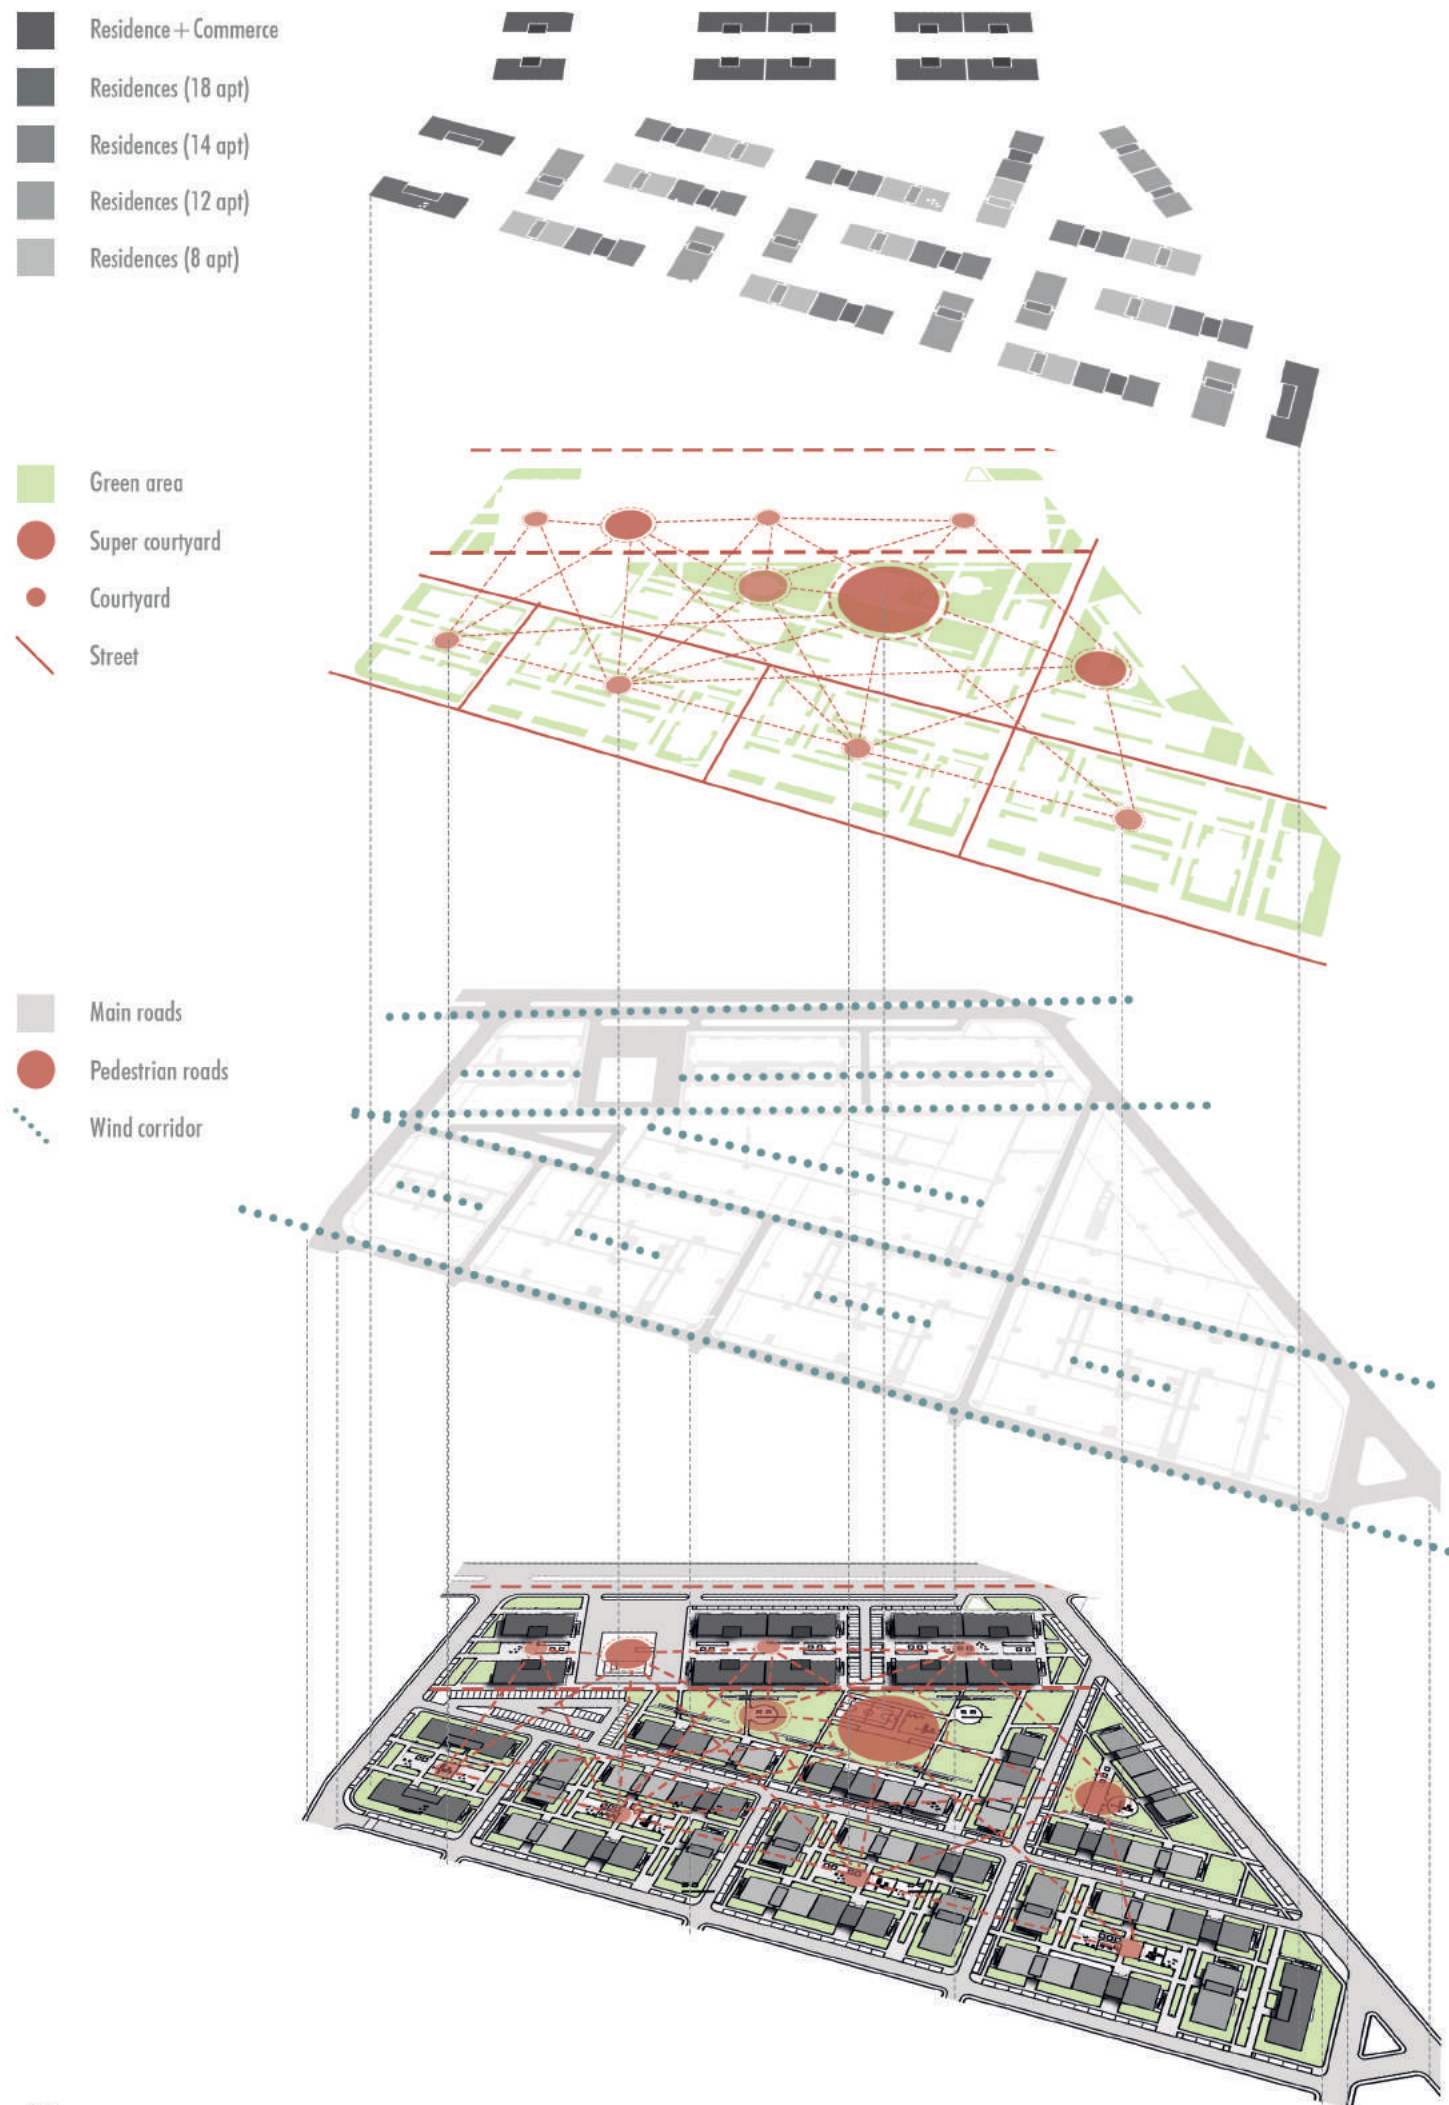 Residence + Commerce
Residences (18 apt)
Residences (14 apt)
Residences (12 apt)
Residences (8 apt)
Green area
Super courtyard
Courtyard
Street
Main roads
Pedestrian roads
Wind corridor